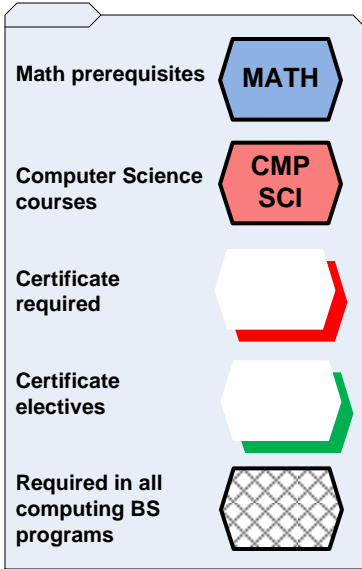 Math prerequisites
MATH
Computer Science
courses
CMP
SCI
Certificate
required
Certificate
electives
Required in all
computing BS
programs